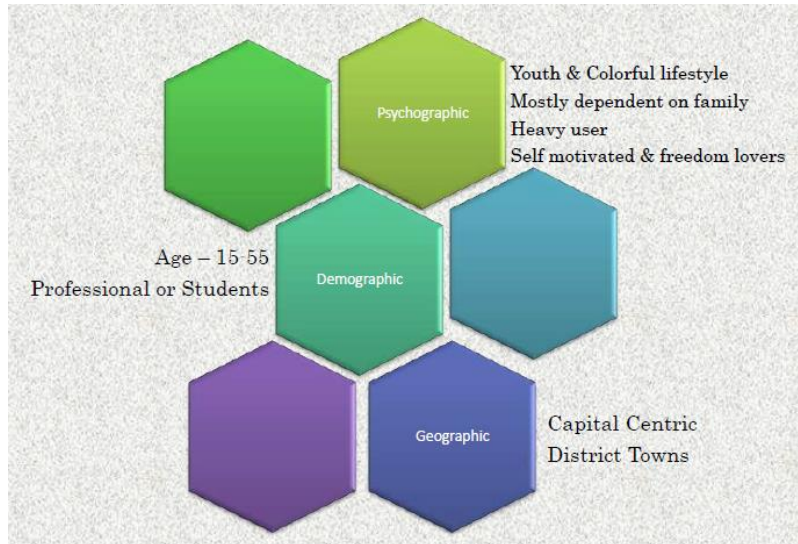 Psychographic
Youth & Colorful lifestyle
Mostly dependent on family
Heavy user
Self motivated & freedom lovers
Age – 15-55
Professional or Students
Demographic
Geographic
Capital Centric
District Towns